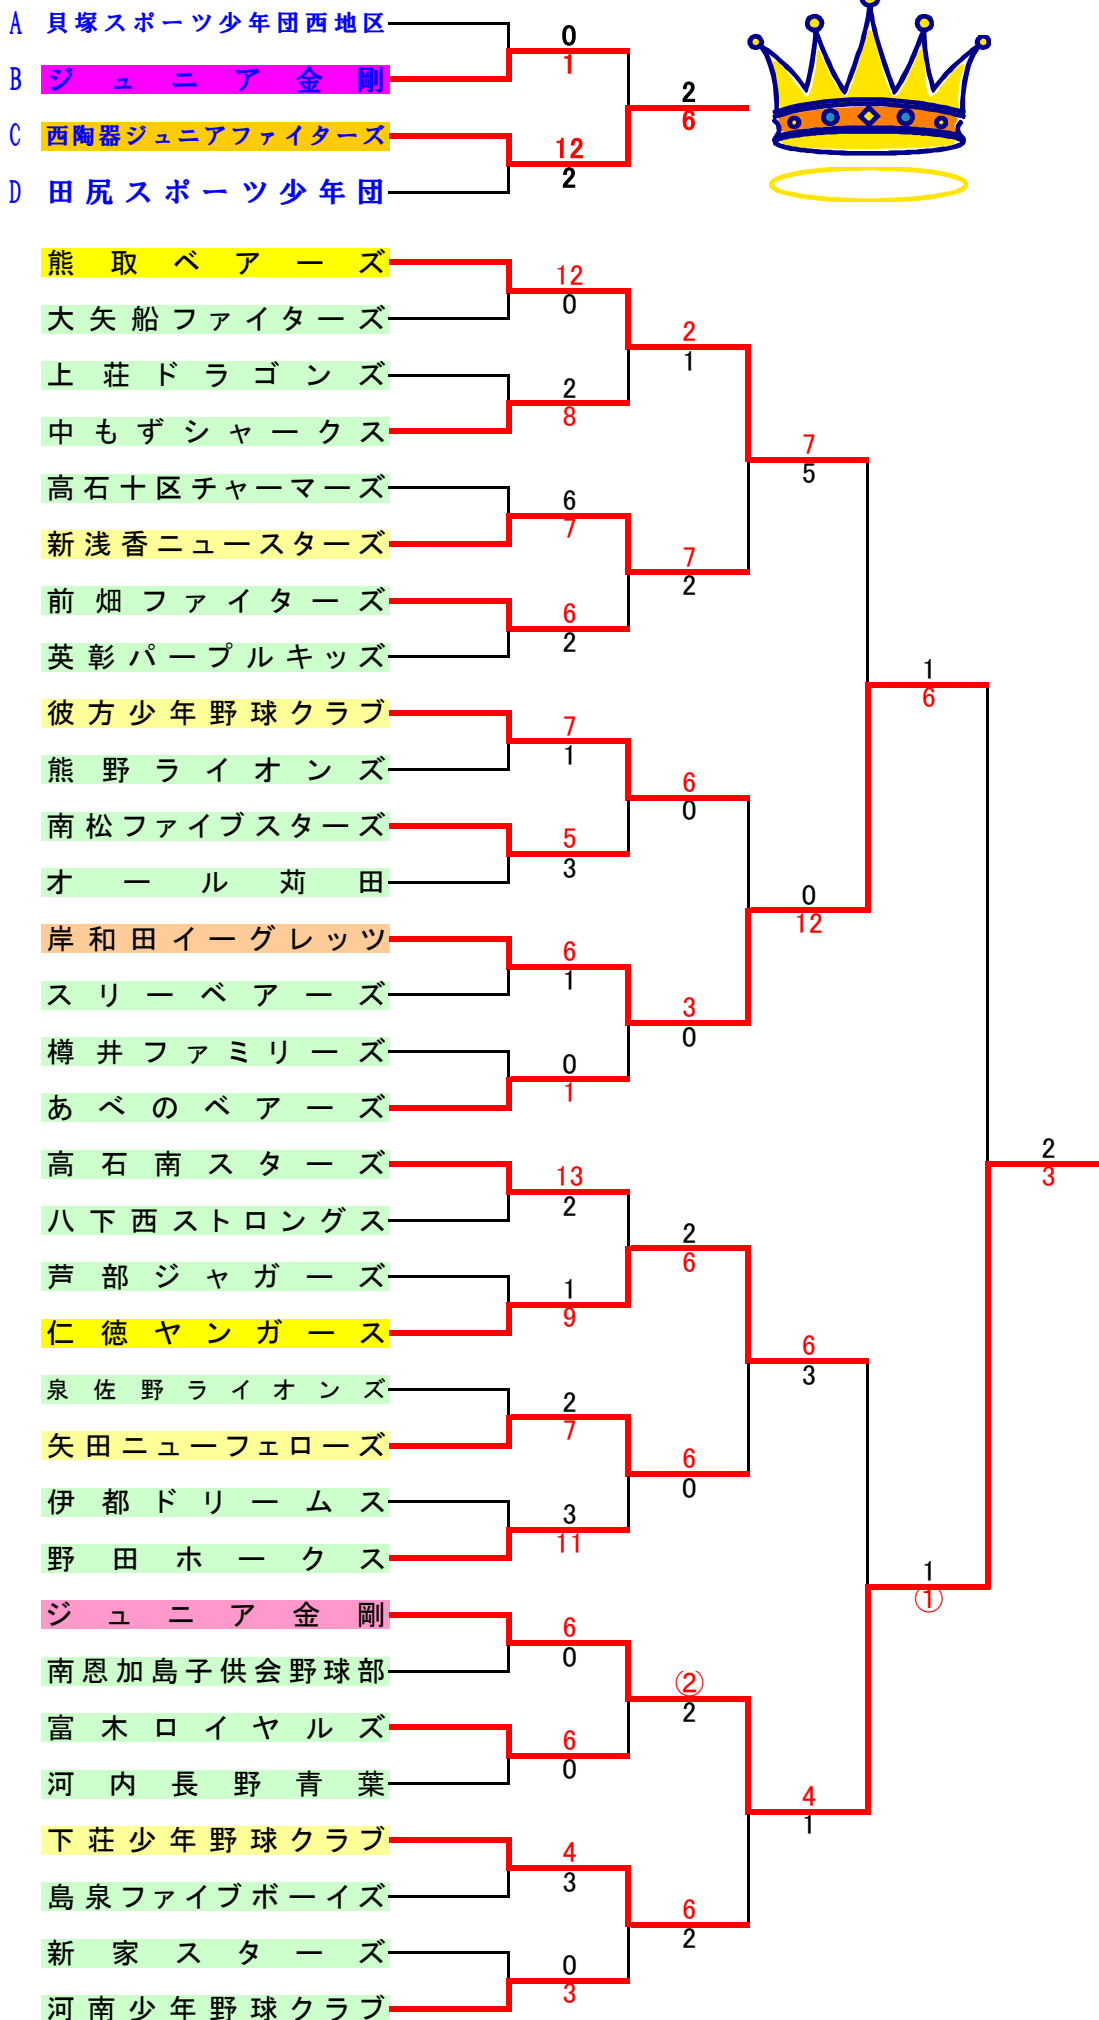 A 貝塚スポーツ少年団西地区
0
1
B ジュニア金剛
2
6
C 西陶器ジュニアファイターズ
12
2
D 田尻スポーツ少年団
熊取ベアーズ
12
0
大矢船ファイターズ
2
1
上荘ドラゴンズ
2
8
中もずシャークス
7
5
高石十区チャーマーズ
6
7
新浅香ニュースターズ
7
2
前畑ファイターズ
6
2
英彰パープルキッズ
1
6
彼方少年野球クラブ
7
1
熊野ライオンズ
6
0
南松ファイブスターズ
5
3
オール苅田
0
12
岸和田イーグレッツ
6
1
スリーベアーズ
3
0
樽井ファミリーズ
0
1
あべのベアーズ
2
3
高石南スターズ
13
2
八下西ストロングス
2
6
芦部ジャガーズ
1
9
仁徳ヤンガース
6
3
泉佐野ライオンズ
2
7
矢田ニューフェローズ
6
0
伊都ドリームス
3
11
野田ホークス
1
①
ジュニア金剛
6
0
南恩加島子供会野球部
②
2
富木ロイヤルズ
6
0
河内長野青葉
4
1
下荘少年野球クラブ
4
3
島泉ファイブボーイズ
6
2
新家スターズ
0
3
河南少年野球クラブ